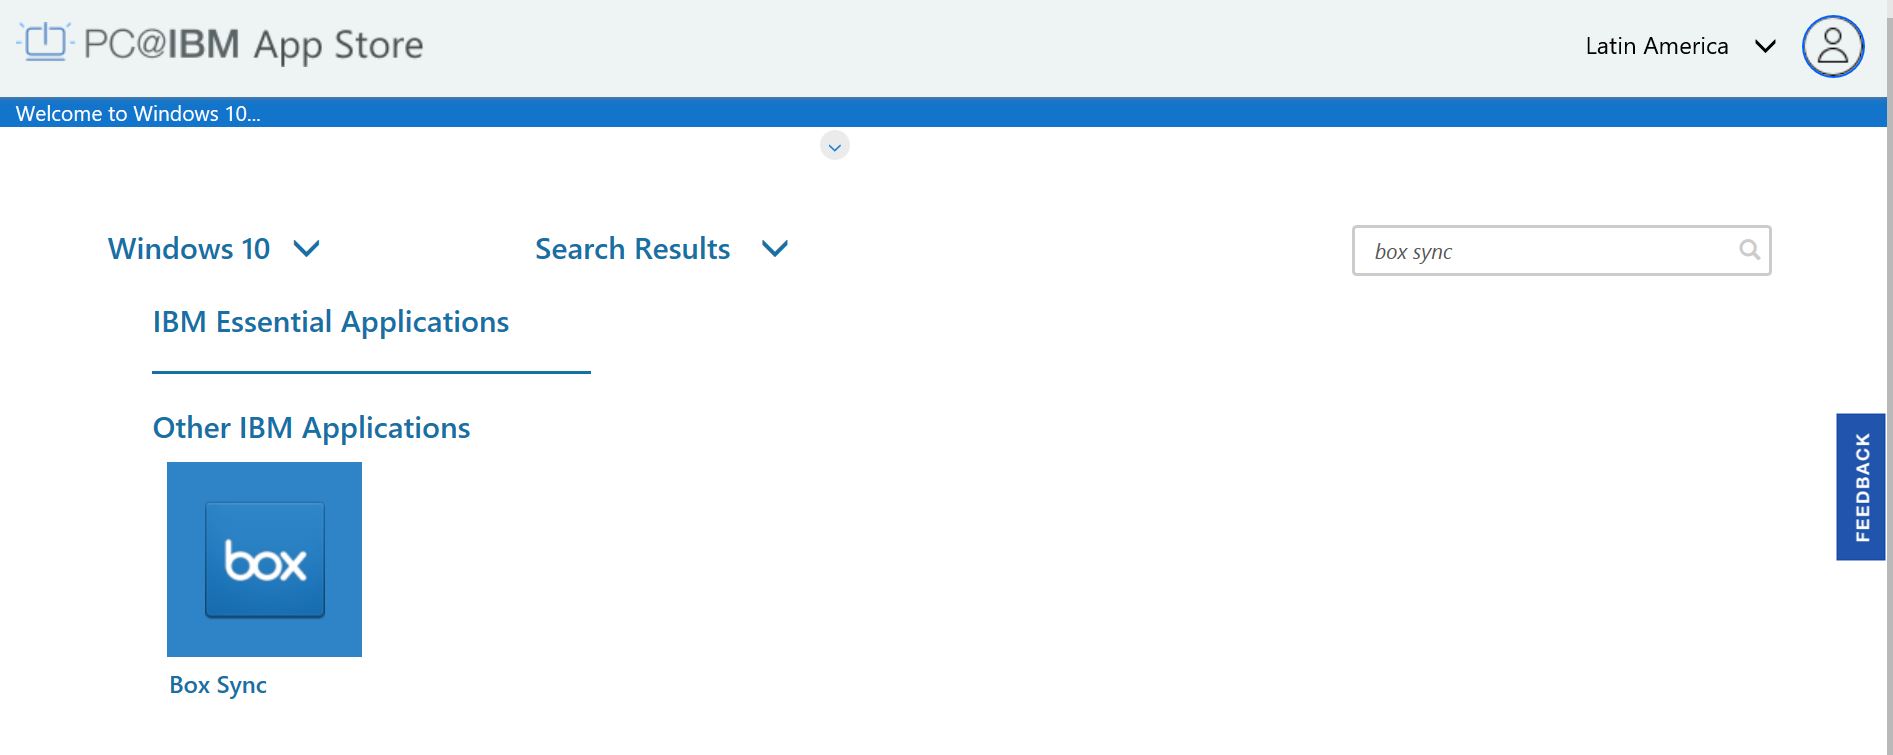 PC@IBM App Store
Latin America
Welcome to Windows 10...
Windows 10
Search Results
box sync
IBM Essential Applications
Other IBM Applications
box
Box Sync
FEEDBACK